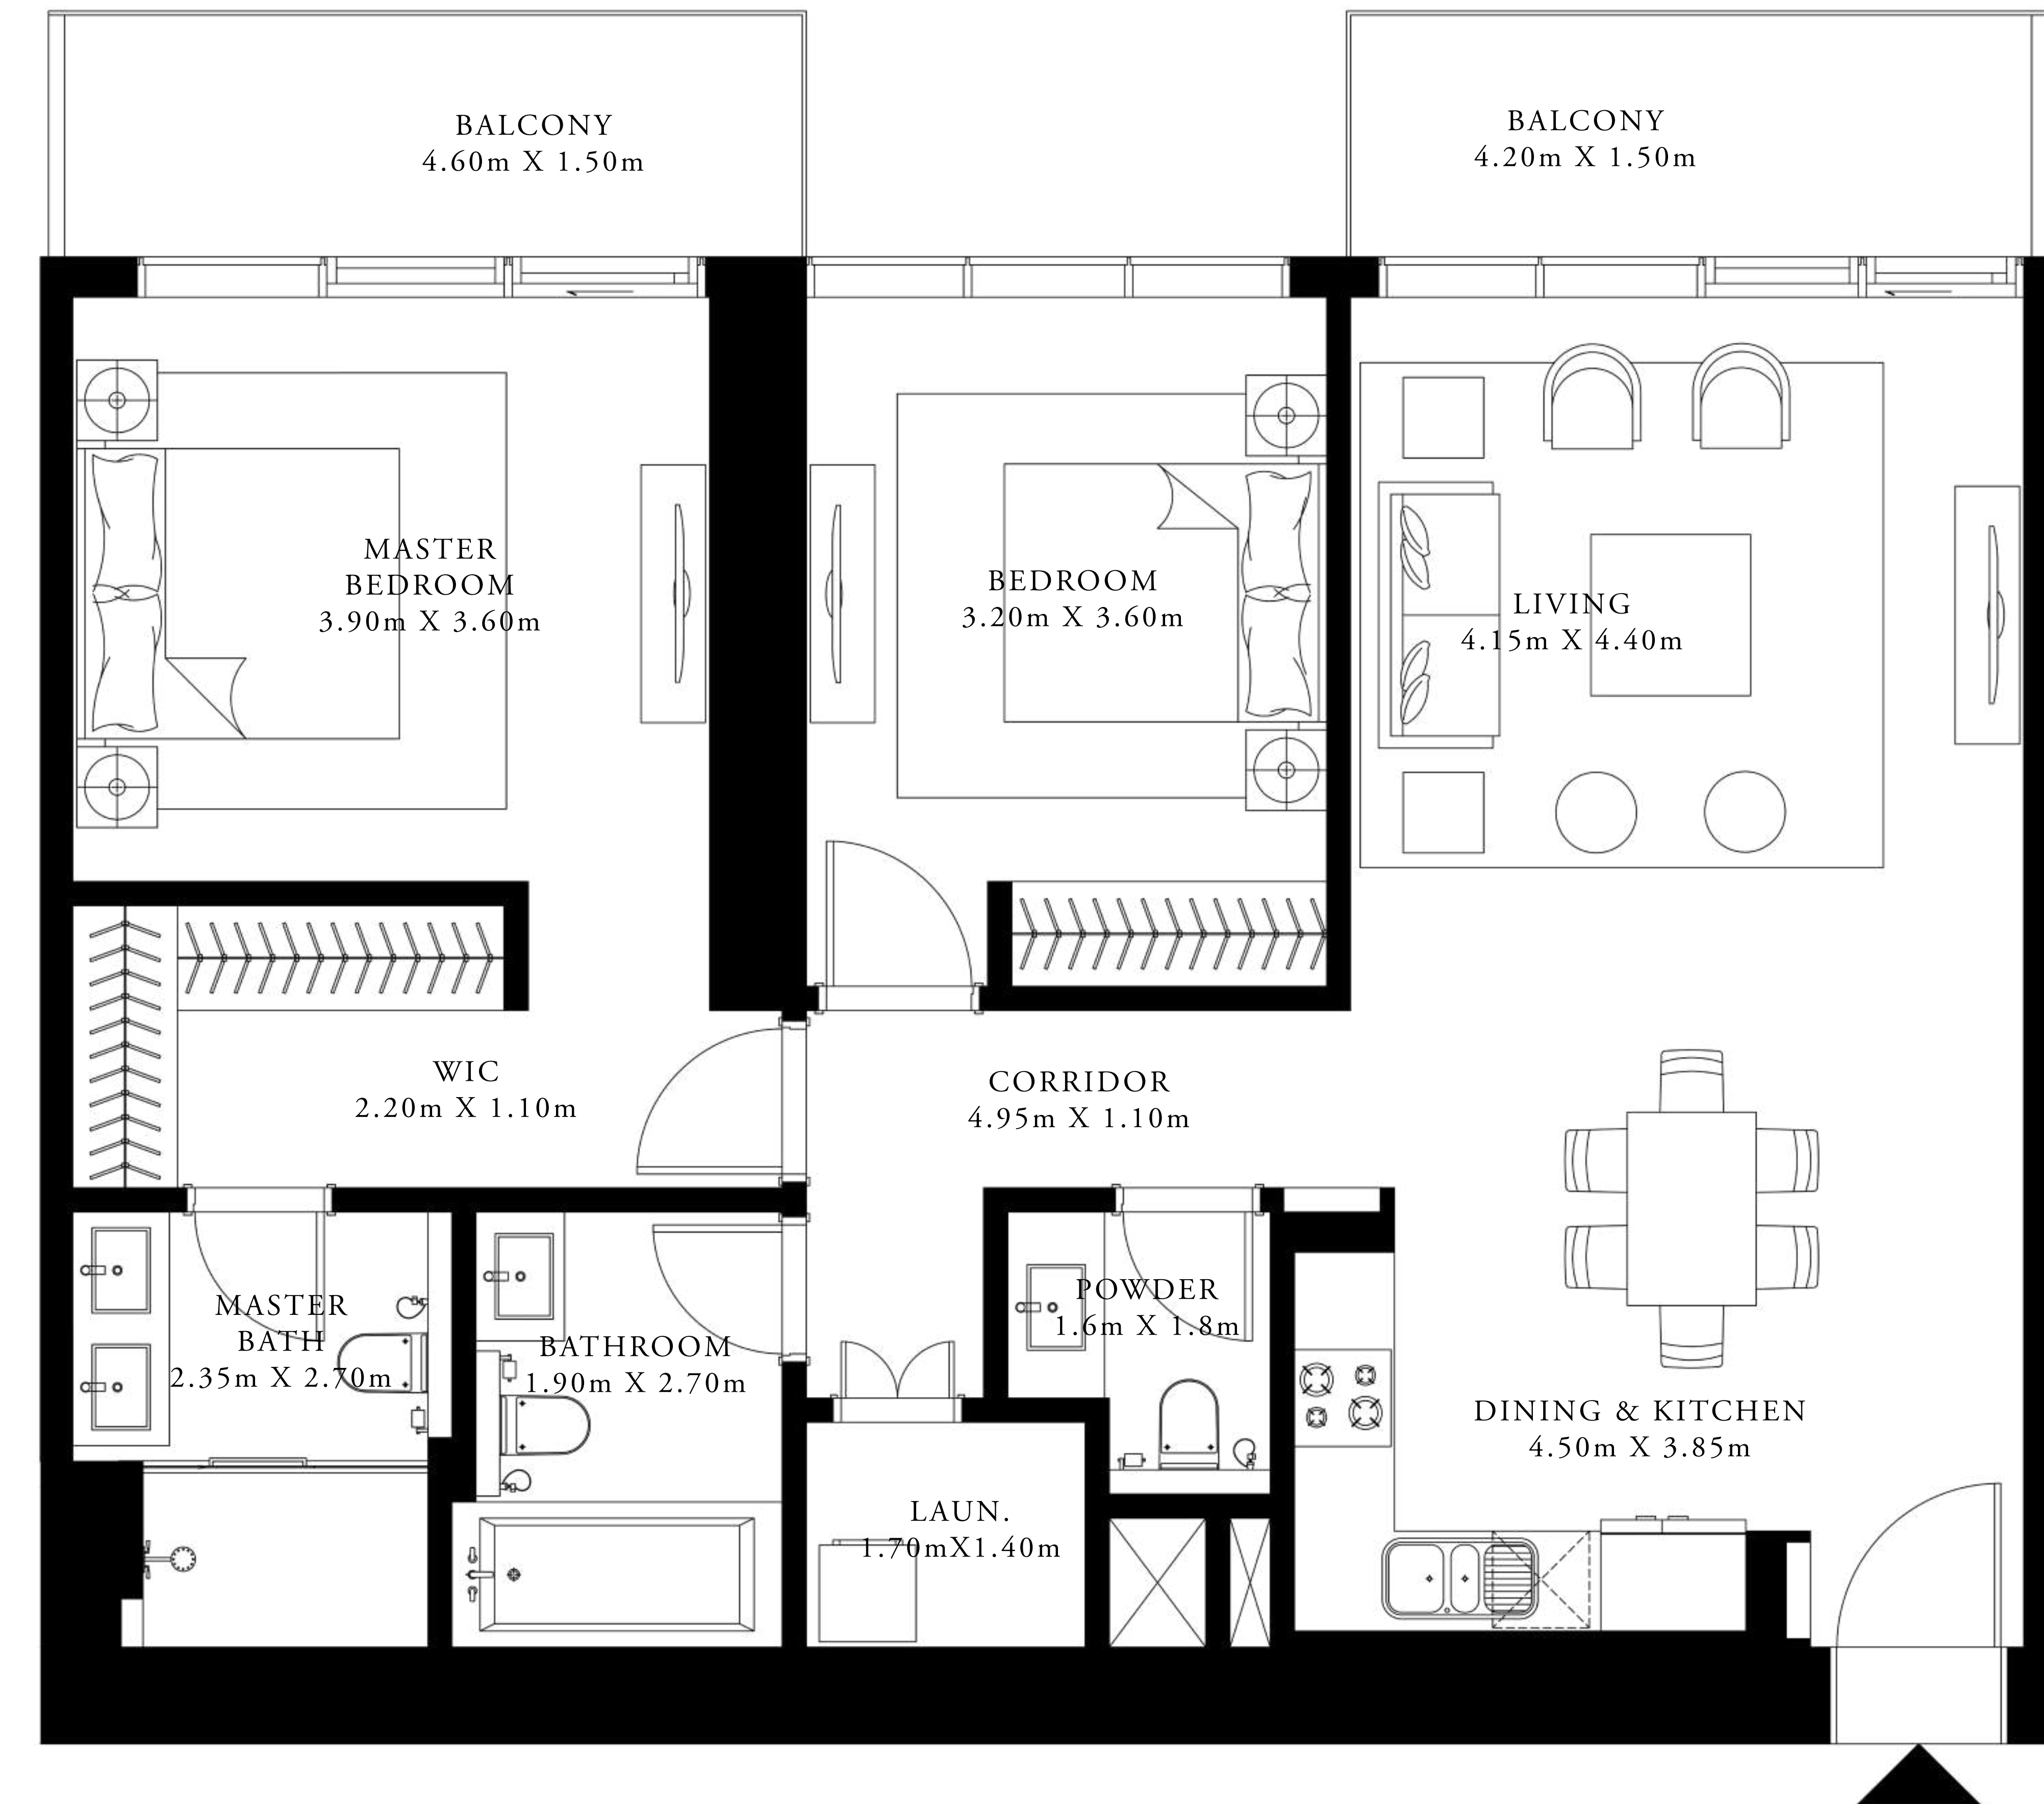 BALCONY
4.60m X 1.50m
BALCONY
4.20m X 1.50m
MASTER
BEDROOM
3.90m X 3.60m
BEDROOM
3.20m X 3.60m
LIVING
4.15m X 4.40m
WIC
2.20m X 1.10m
CORRIDOR
4.95m X 1.10m
MASTER
BATH
2.35m X 2.70m
BATHROOM
1.90m X 2.70m
POWDER
1.6m X 1.8m
DINING & KITCHEN
4.50m X 3.85m
LAUN.
1.70mX1.40m